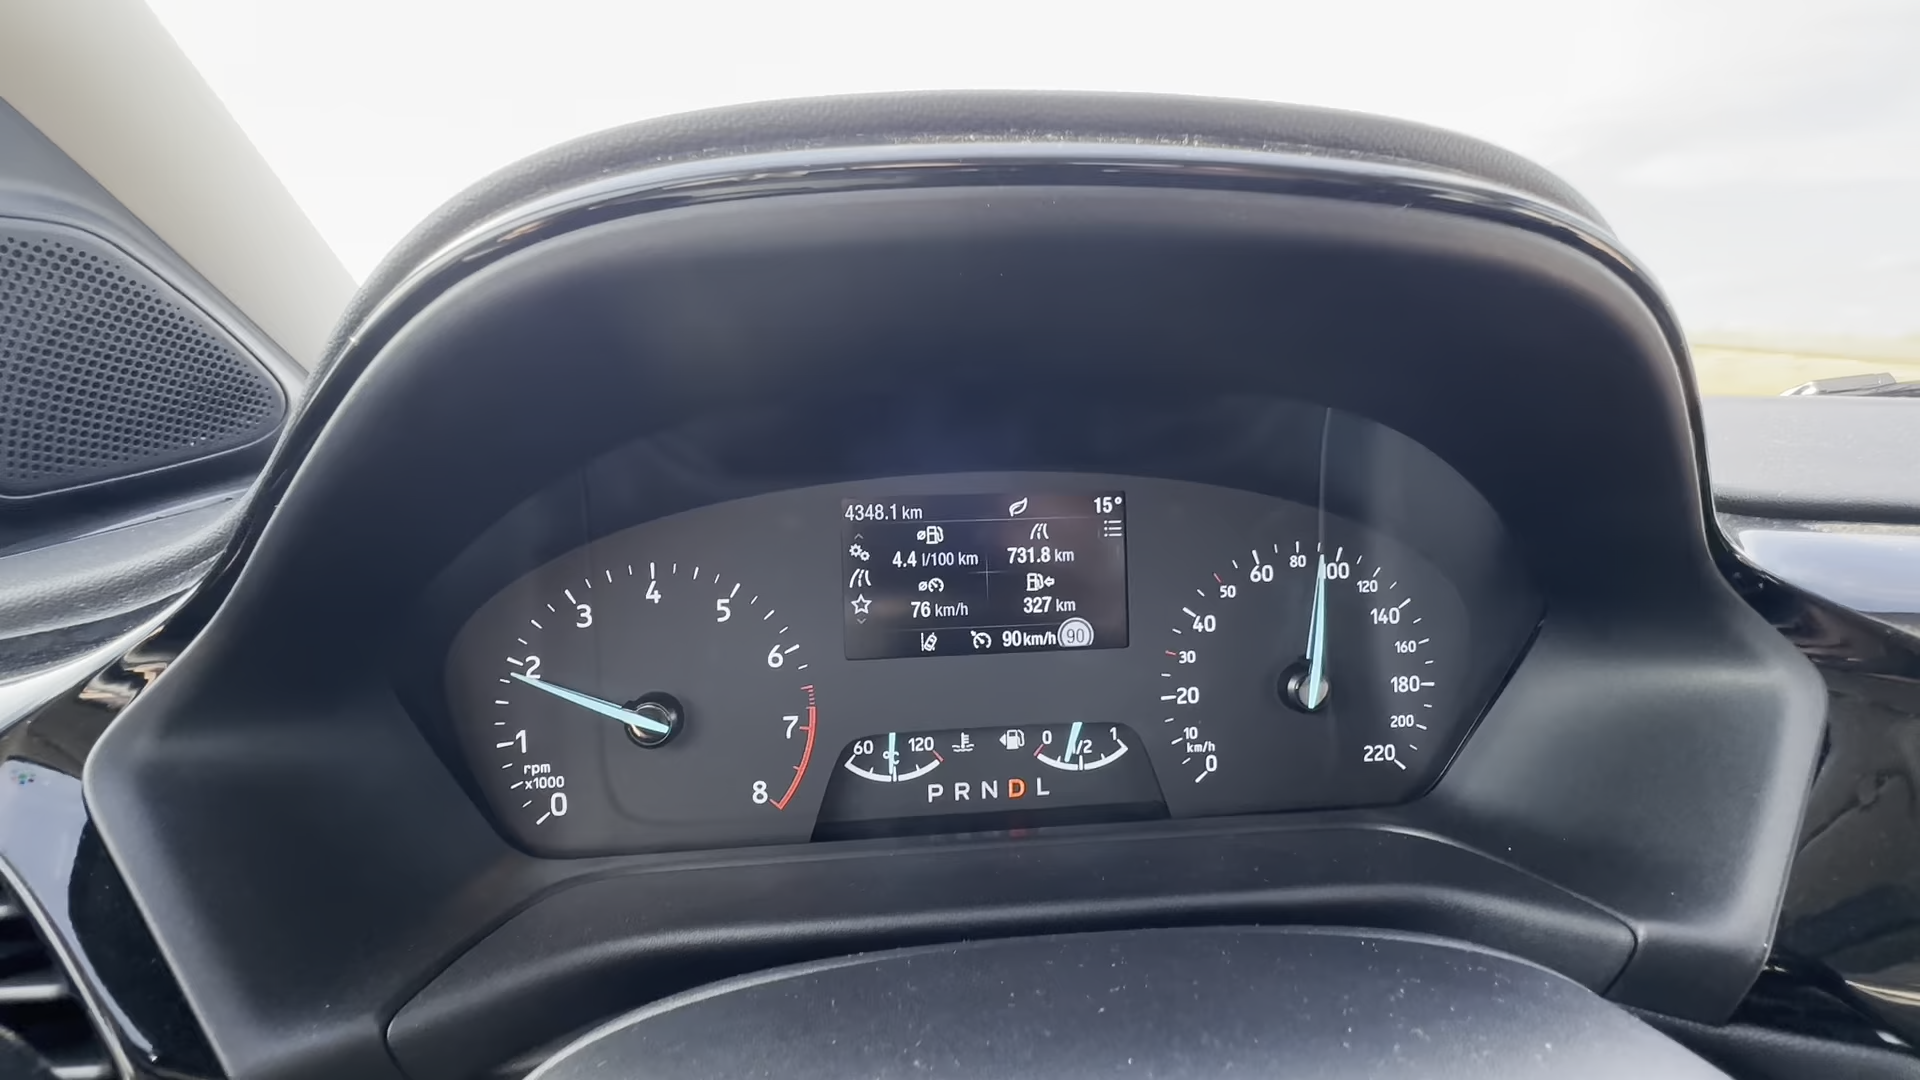 4348.1 km 15°
4.4 l/100 km 731.8 km
76 km/h 327 km
90 km/h 90
0 1 2 3 4 5 6 7 8
rpm
x1000
60 °C 120
0 1/2 1
P R N D L
0 10 20 30 40 50 60 80 100 120 140 160 180 200 220
km/h